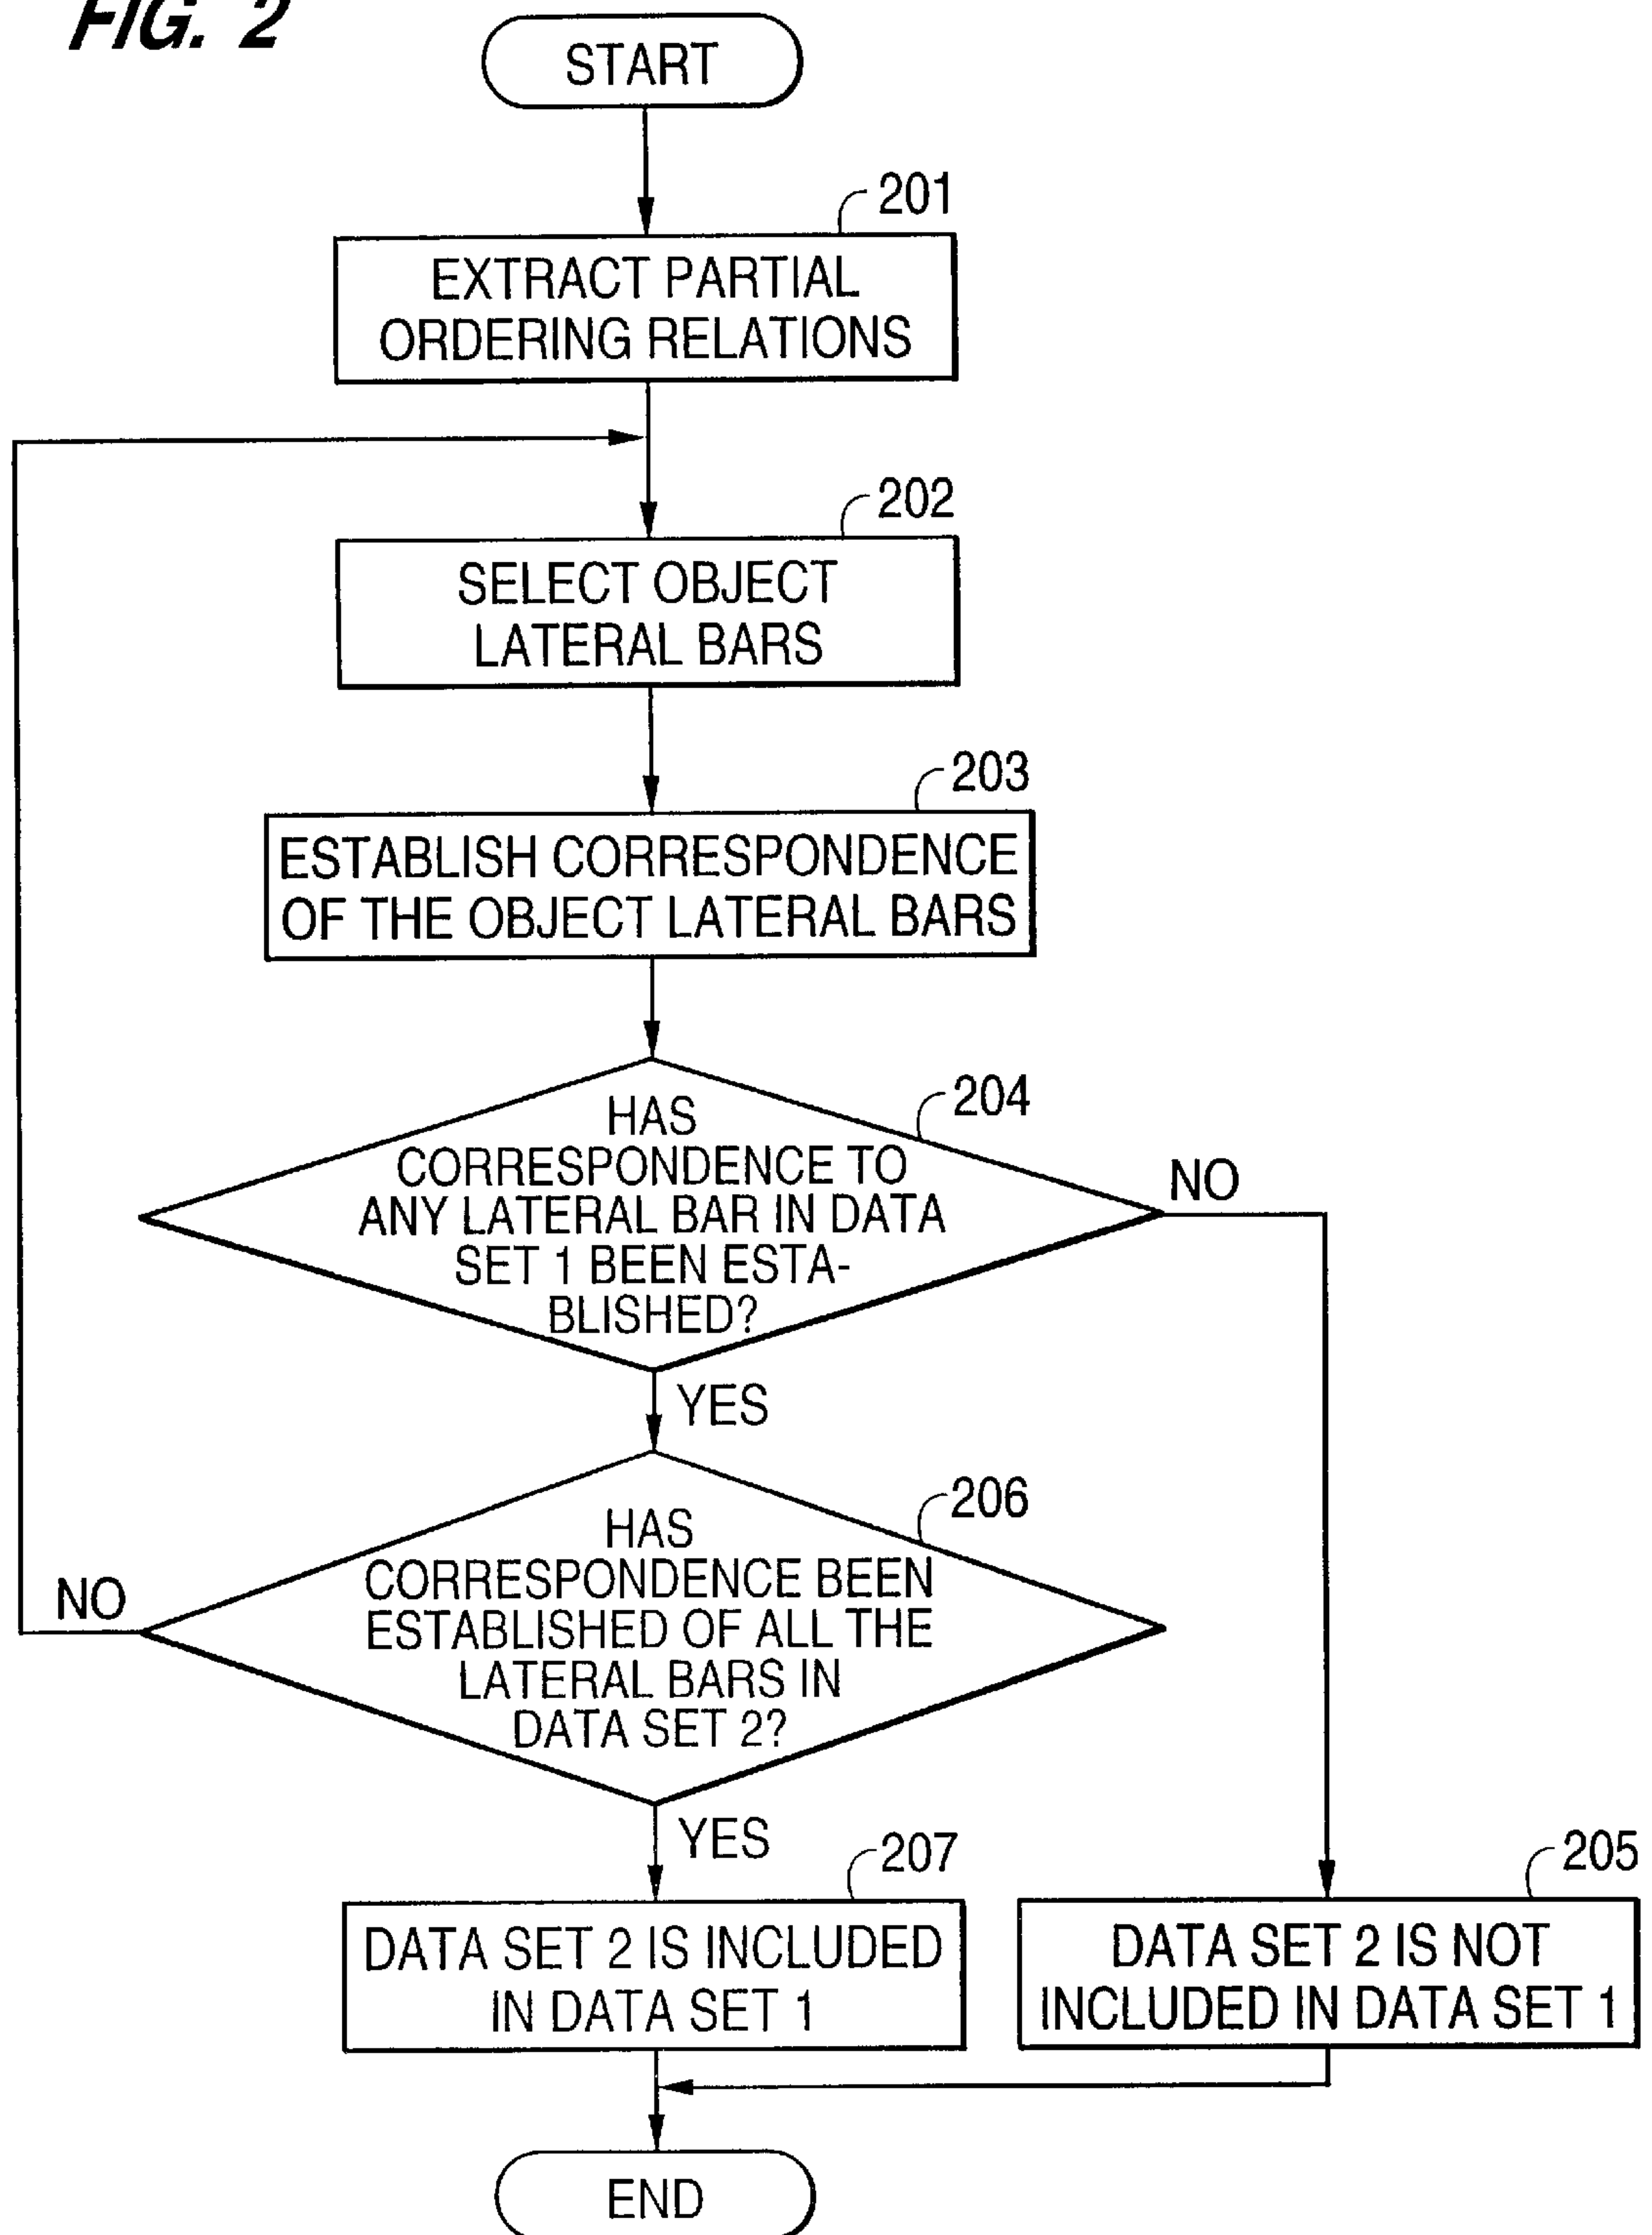 FIG. 2
START
201
EXTRACT PARTIAL
ORDERING RELATIONS
202
SELECT OBJECT
LATERAL BARS
203
ESTABLISH CORRESPONDENCE
OF THE OBJECT LATERAL BARS
204
HAS
CORRESPONDENCE TO
ANY LATERAL BAR IN DATA
SET 1 BEEN ESTA-
BLISHED?
NO
YES
206
HAS
CORRESPONDENCE BEEN
ESTABLISHED OF ALL THE
LATERAL BARS IN
DATA SET 2?
NO
YES
207
DATA SET 2 IS INCLUDED
IN DATA SET 1
205
DATA SET 2 IS NOT
INCLUDED IN DATA SET 1
END